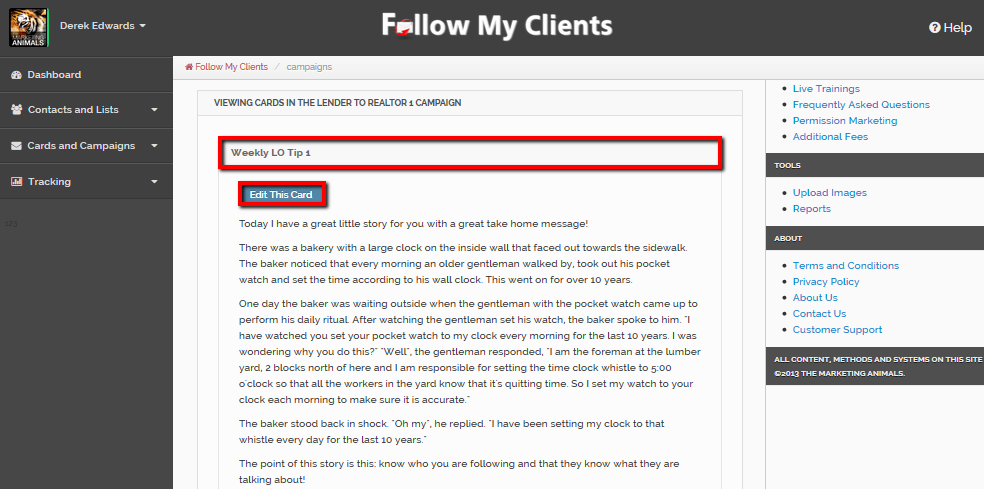 MARKETING
ANIMALS
Derek Edwards
Follow My Clients
Help
Dashboard
Contacts and Lists
Cards and Campaigns
Tracking
Follow My Clients / campaigns
VIEWING CARDS IN THE LENDER TO REALTOR 1 CAMPAIGN
Weekly LO Tip 1
Edit This Card
Today I have a great little story for you with a great take home message!
There was a bakery with a large clock on the inside wall that faced out towards the sidewalk.
The baker noticed that every morning an older gentleman walked by, took out his pocket
watch and set the time according to his wall clock. This went on for over 10 years.
One day the baker was waiting outside when the gentleman with the pocket watch came up to
perform his daily ritual. After watching the gentleman set his watch, the baker spoke to him. "I
have watched you set your pocket watch to my clock every morning for the last 10 years. I was
wondering why you do this?" "Well", the gentleman responded, "I am the foreman at the lumber
yard, 2 blocks north of here and I am responsible for setting the time clock whistle to 5:00
o'clock so that all the workers in the yard know that it's quitting time. So I set my watch to your
clock each morning to make sure it is accurate."
The baker stood back in shock. "Oh my", he replied. "I have been setting my clock to that
whistle every day for the last 10 years."
The point of this story is this: know who you are following and that they know what they are
talking about!
Live Trainings
Frequently Asked Questions
Permission Marketing
Additional Fees
TOOLS
Upload Images
Reports
ABOUT
Terms and Conditions
Privacy Policy
About Us
Contact Us
Customer Support
ALL CONTENT, METHODS AND SYSTEMS ON THIS SITE
©2013 THE MARKETING ANIMALS.